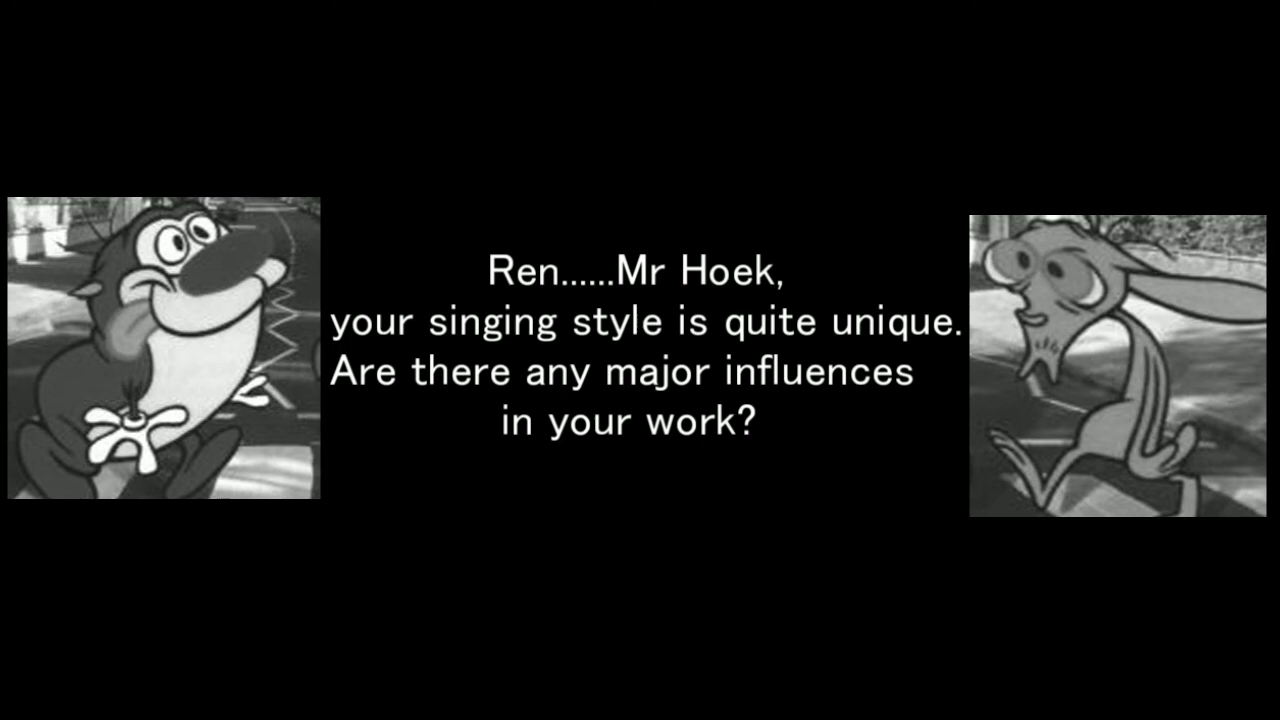 Ren......Mr Hoek,
your singing style is quite unique.
Are there any major influences
in your work?